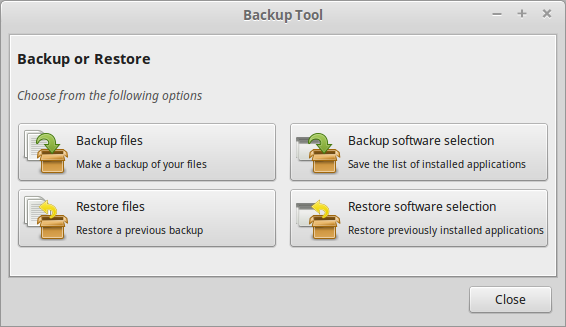 Backup Tool
Backup or Restore
Choose from the following options
Backup files
Make a backup of your files
Backup software selection
Save the list of installed applications
Restore files
Restore a previous backup
Restore software selection
Restore previously installed applications
Close